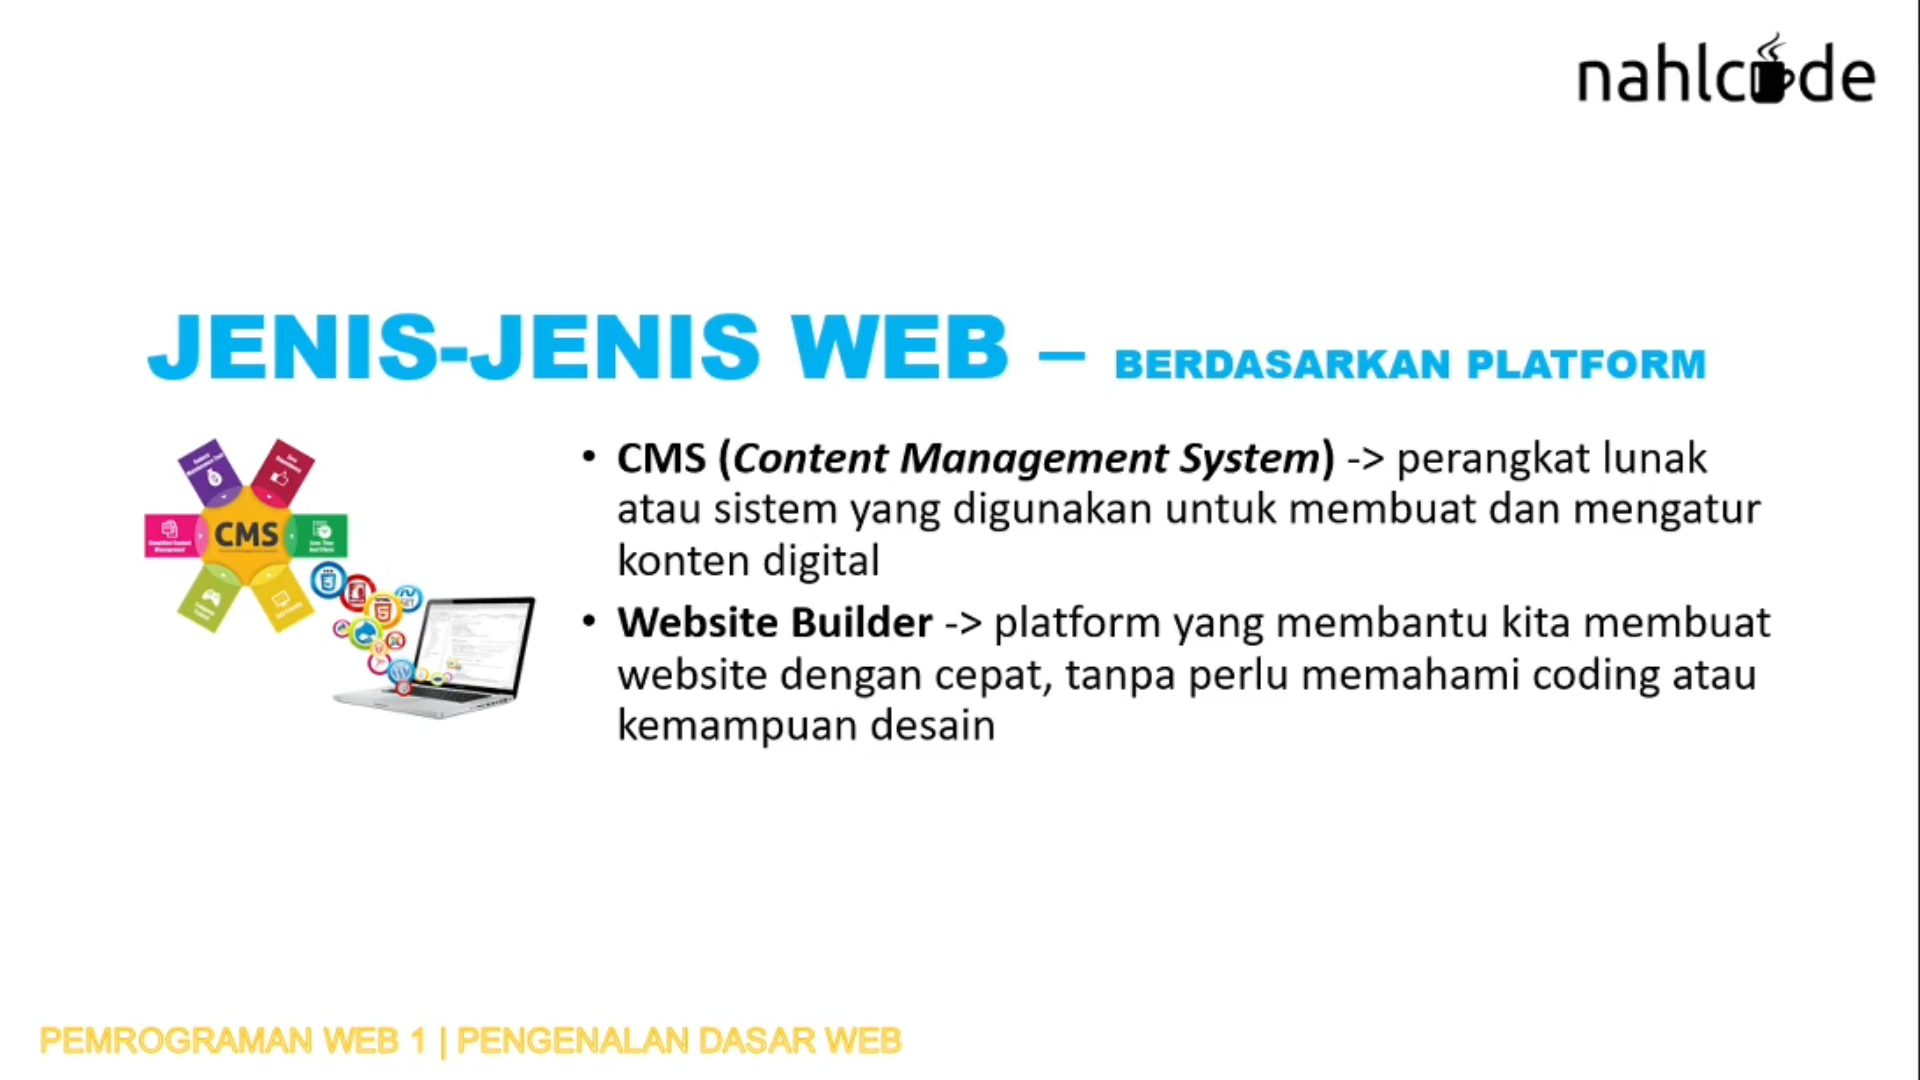 nahlcode
JENIS-JENIS WEB – BERDASARKAN PLATFORM
• CMS (Content Management System) -> perangkat lunak
atau sistem yang digunakan untuk membuat dan mengatur
konten digital
• Website Builder -> platform yang membantu kita membuat
website dengan cepat, tanpa perlu memahami coding atau
kemampuan desain
CMS
PEMROGRAMAN WEB 1 | PENGENALAN DASAR WEB